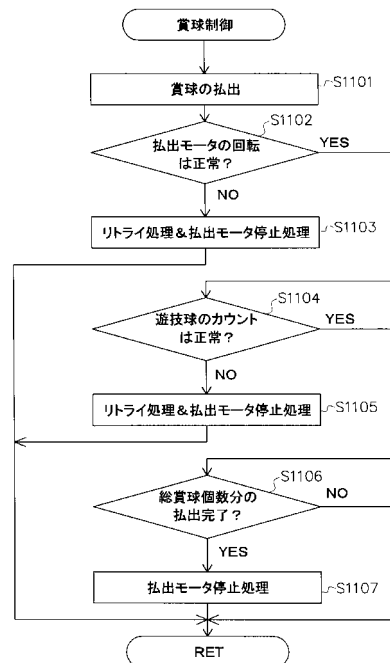 賞球制御
賞球の払出
S1101
S1102
払出モータの回転
は正常？
YES
NO
リトライ処理＆払出モータ停止処理
S1103
S1104
遊技球のカウント
は正常？
YES
NO
リトライ処理＆払出モータ停止処理
S1105
S1106
総賞球個数分の
払出完了？
NO
YES
払出モータ停止処理
S1107
RET